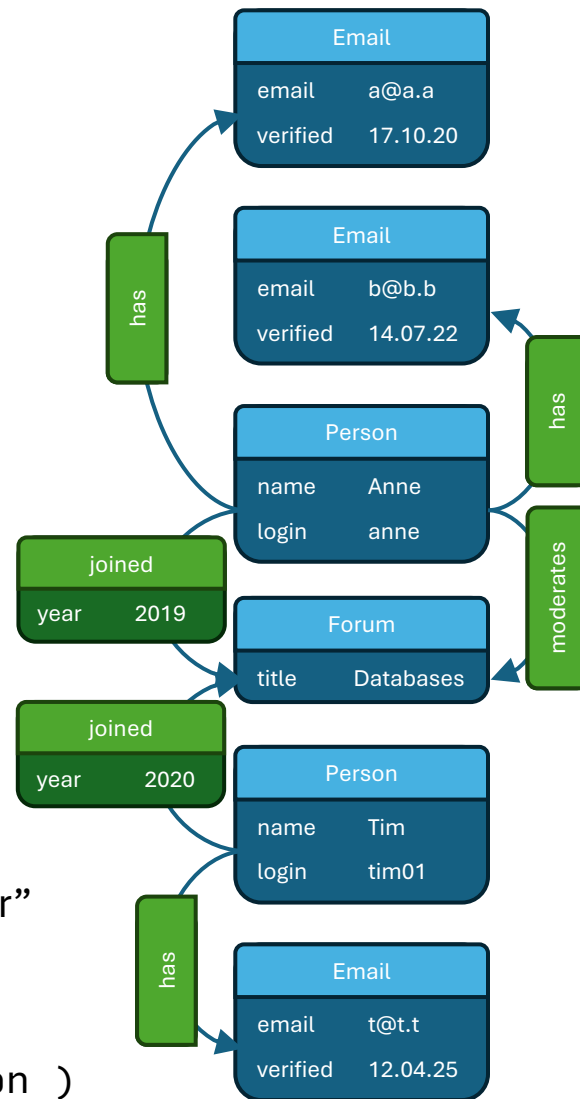 Email
email a@a.a
verified 17.10.20
Email
email b@b.b
verified 14.07.22
has
has
Person
name Anne
login anne
joined
year 2019
moderates
Forum
title Databases
joined
year 2020
Person
name Tim
login tim01
r”
has
Email
email t@t.t
verified 12.04.25
)